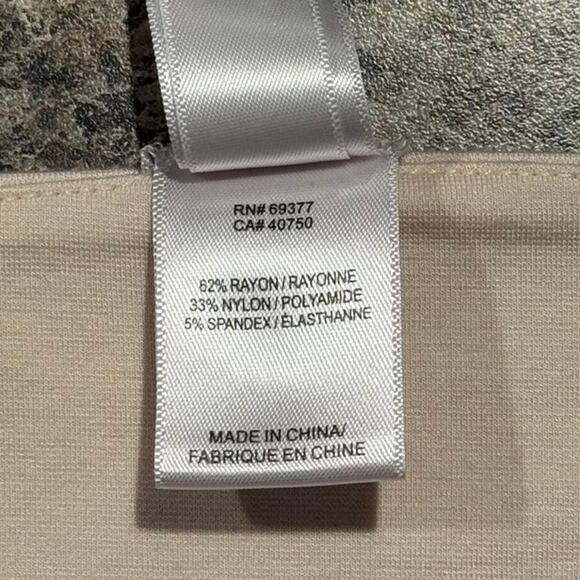 RN# 69377
CA# 40750
62% RAYON / RAYONNE
33% NYLON / POLYAMIDE
5% SPANDEX / ÉLASTHANNE
MADE IN CHINA/
FABRIQUE EN CHINE